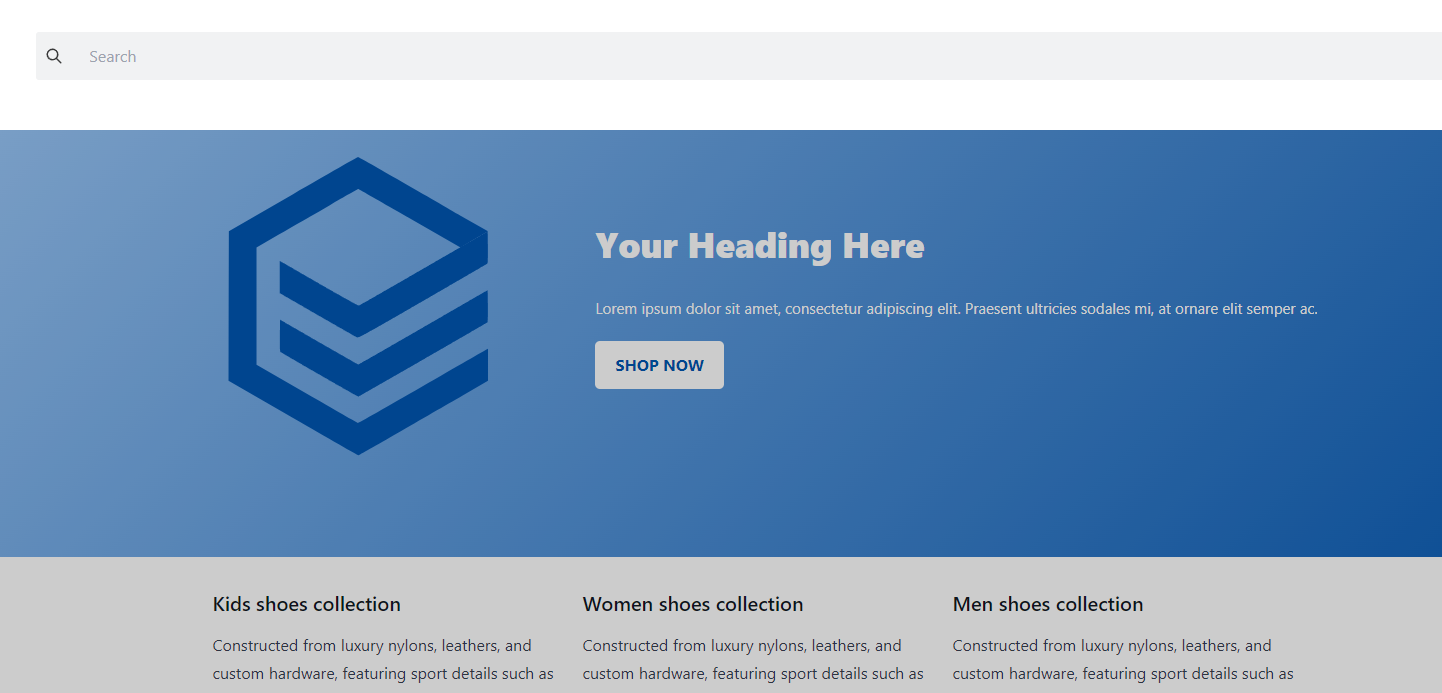 Search
Your Heading Here
Lorem ipsum dolor sit amet, consectetur adipiscing elit. Praesent ultricies sodales mi, at ornare elit semper ac.
SHOP NOW
Kids shoes collection
Constructed from luxury nylons, leathers, and
custom hardware, featuring sport details such as
Women shoes collection
Constructed from luxury nylons, leathers, and
custom hardware, featuring sport details such as
Men shoes collection
Constructed from luxury nylons, leathers, and
custom hardware, featuring sport details such as